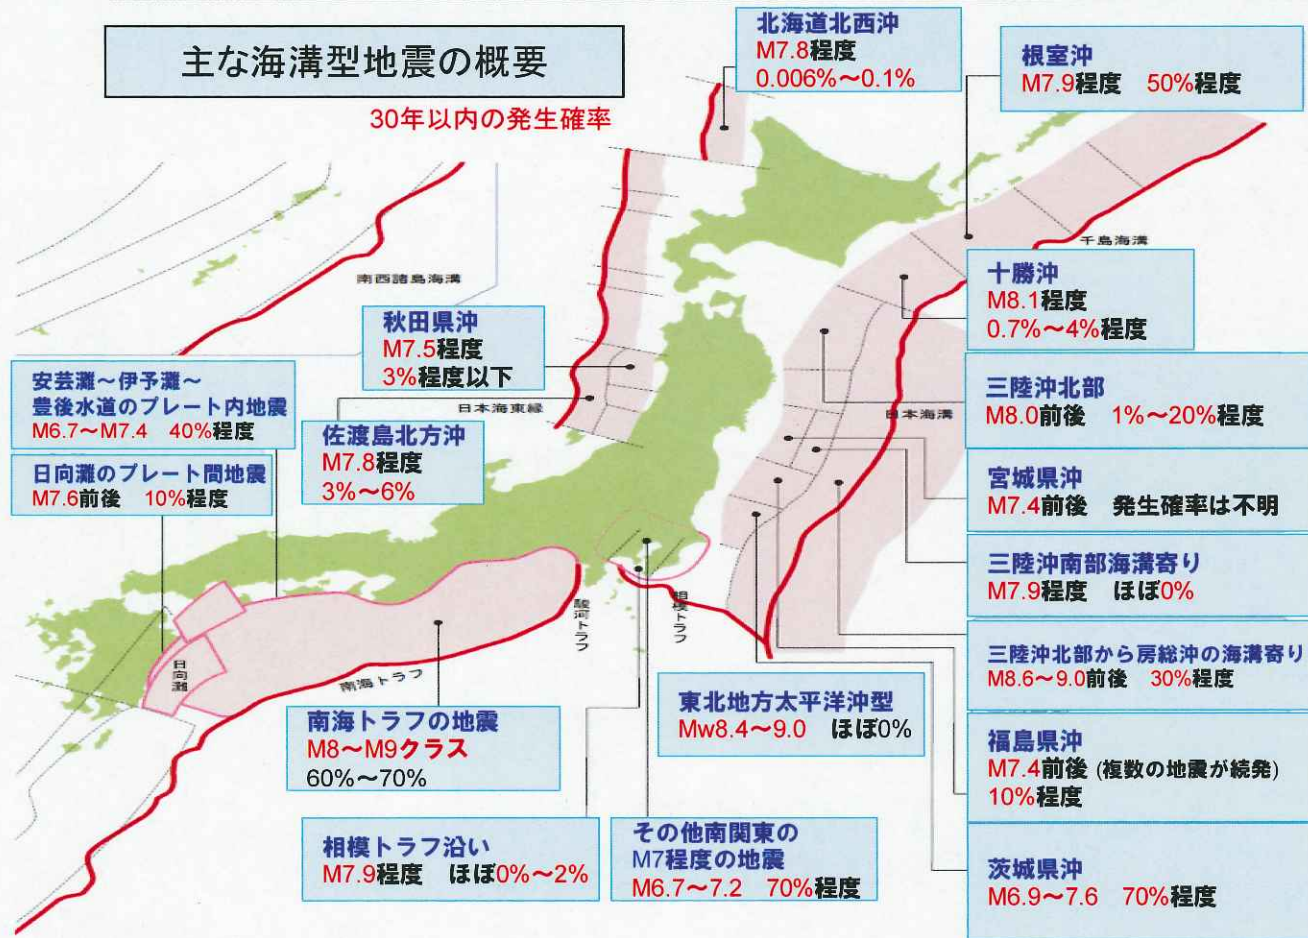 主な海溝型地震の概要
30年以内の発生確率
北海道北西沖
M7.8程度
0.006%～0.1%
根室沖
M7.9程度 50%程度
千島海溝
南西諸島海溝
十勝沖
M8.1程度
0.7%～4%程度
秋田県沖
M7.5程度
3%程度以下
日本海東縁
佐渡島北方沖
M7.8程度
3%～6%
安芸灘～伊予灘～
豊後水道のプレート内地震
M6.7～M7.4 40%程度
日向灘のプレート間地震
M7.6前後 10%程度
三陸沖北部
M8.0前後 1%～20%程度
日本海溝
宮城県沖
M7.4前後 発生確率は不明
三陸沖南部海溝寄り
M7.9程度 ほぼ0%
三陸沖北部から房総沖の海溝寄り
M8.6～9.0前後 30%程度
福島県沖
M7.4前後 (複数の地震が続発)
10%程度
茨城県沖
M6.9～7.6 70%程度
東北地方太平洋沖型
Mw8.4～9.0 ほぼ0%
駿河トラフ
相模トラフ
日向灘
南海トラフ
南海トラフの地震
M8～M9クラス
60%～70%
相模トラフ沿い
M7.9程度 ほぼ0%～2%
その他南関東の
M7程度の地震
M6.7～7.2 70%程度